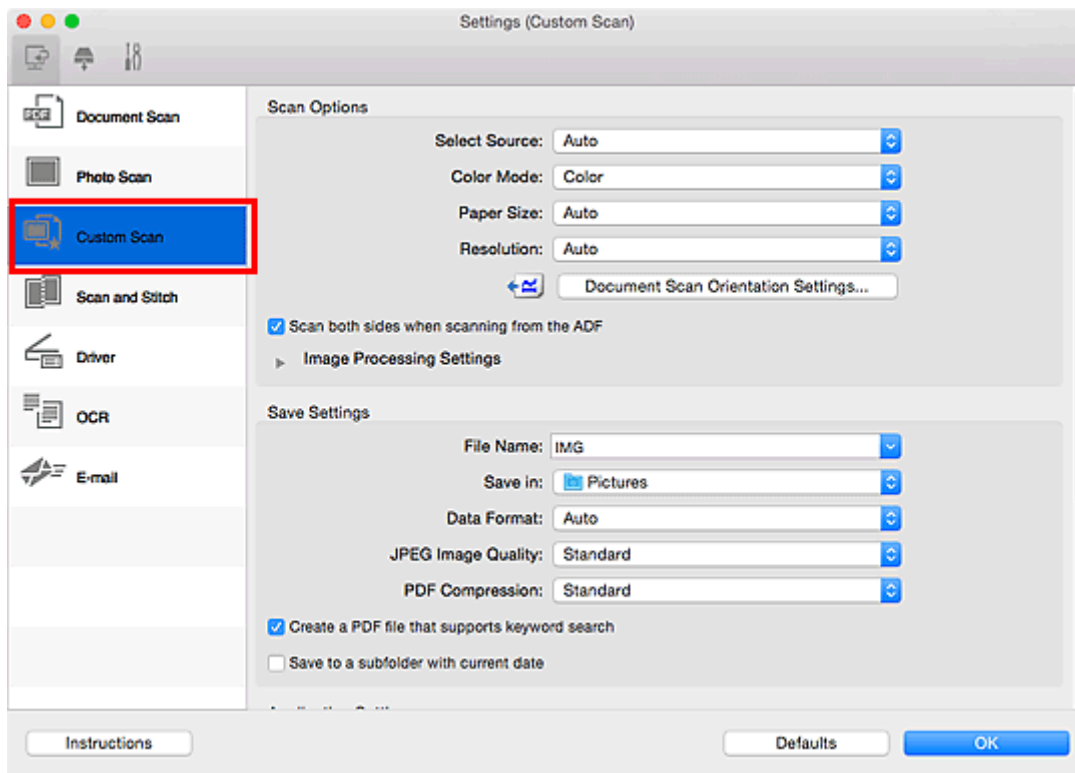 Settings (Custom Scan)
Document Scan
Photo Scan
Custom Scan
Scan and Stitch
Driver
OCR
E-mail
Scan Options
Select Source: Auto
Color Mode: Color
Paper Size: Auto
Resolution: Auto
Document Scan Orientation Settings...
Scan both sides when scanning from the ADF
Image Processing Settings
Save Settings
File Name: IMG
Save in: Pictures
Data Format: Auto
JPEG Image Quality: Standard
PDF Compression: Standard
Create a PDF file that supports keyword search
Save to a subfolder with current date
Instructions
Defaults
OK